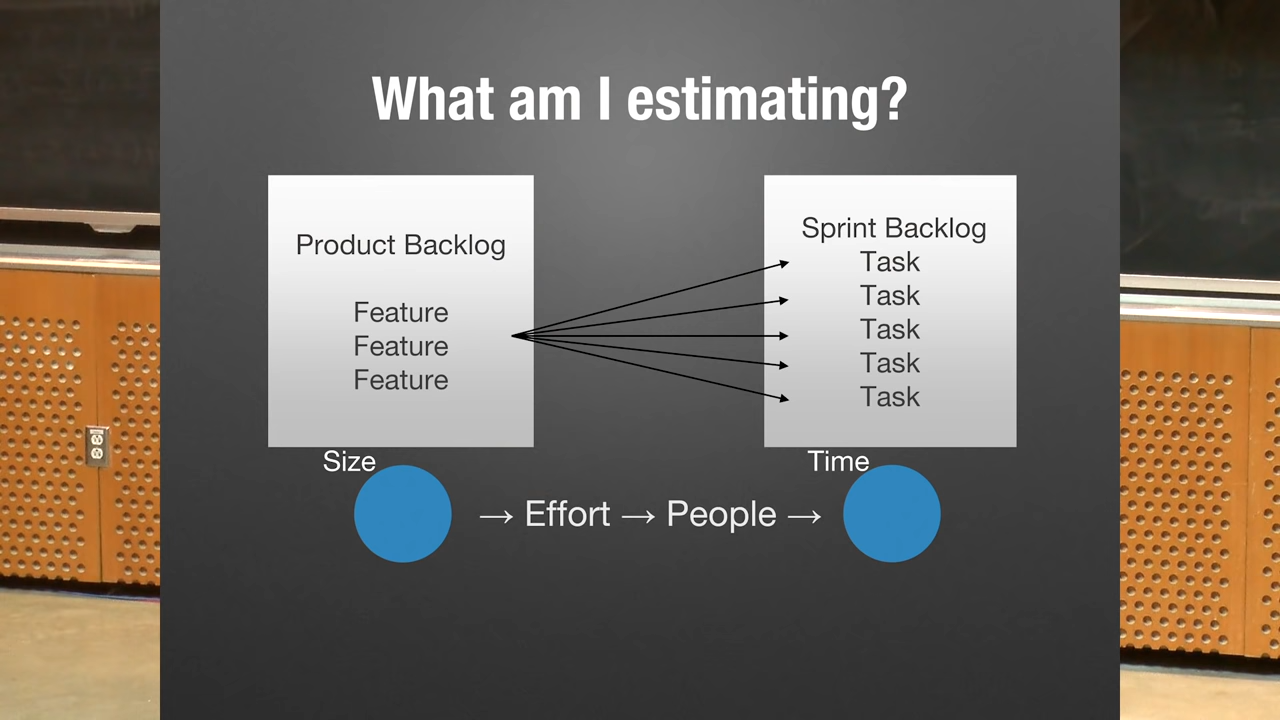 What am I estimating?
Product Backlog
Feature
Feature
Feature
Sprint Backlog
Task
Task
Task
Task
Task
Size
Time
→ Effort → People →